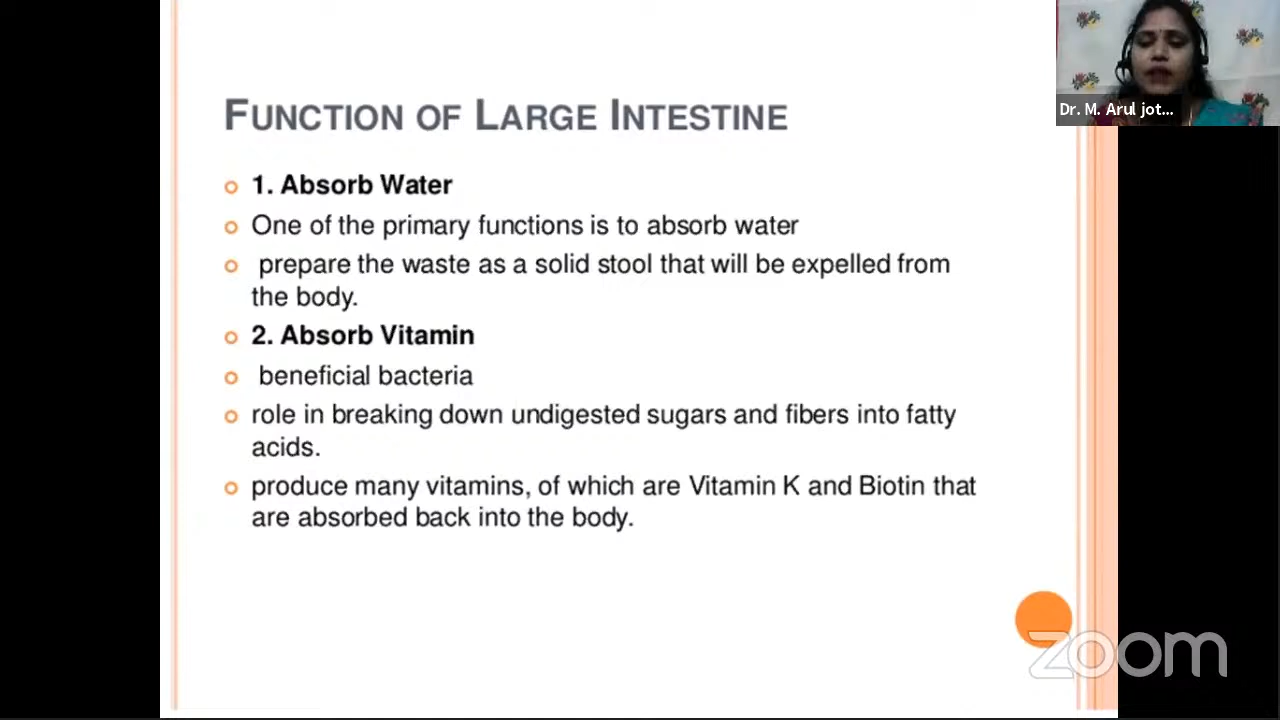 Dr. M. Arul jot...
FUNCTION OF LARGE INTESTINE
1. Absorb Water
One of the primary functions is to absorb water
prepare the waste as a solid stool that will be expelled from
the body.
2. Absorb Vitamin
beneficial bacteria
role in breaking down undigested sugars and fibers into fatty
acids.
produce many vitamins, of which are Vitamin K and Biotin that
are absorbed back into the body.
zoom